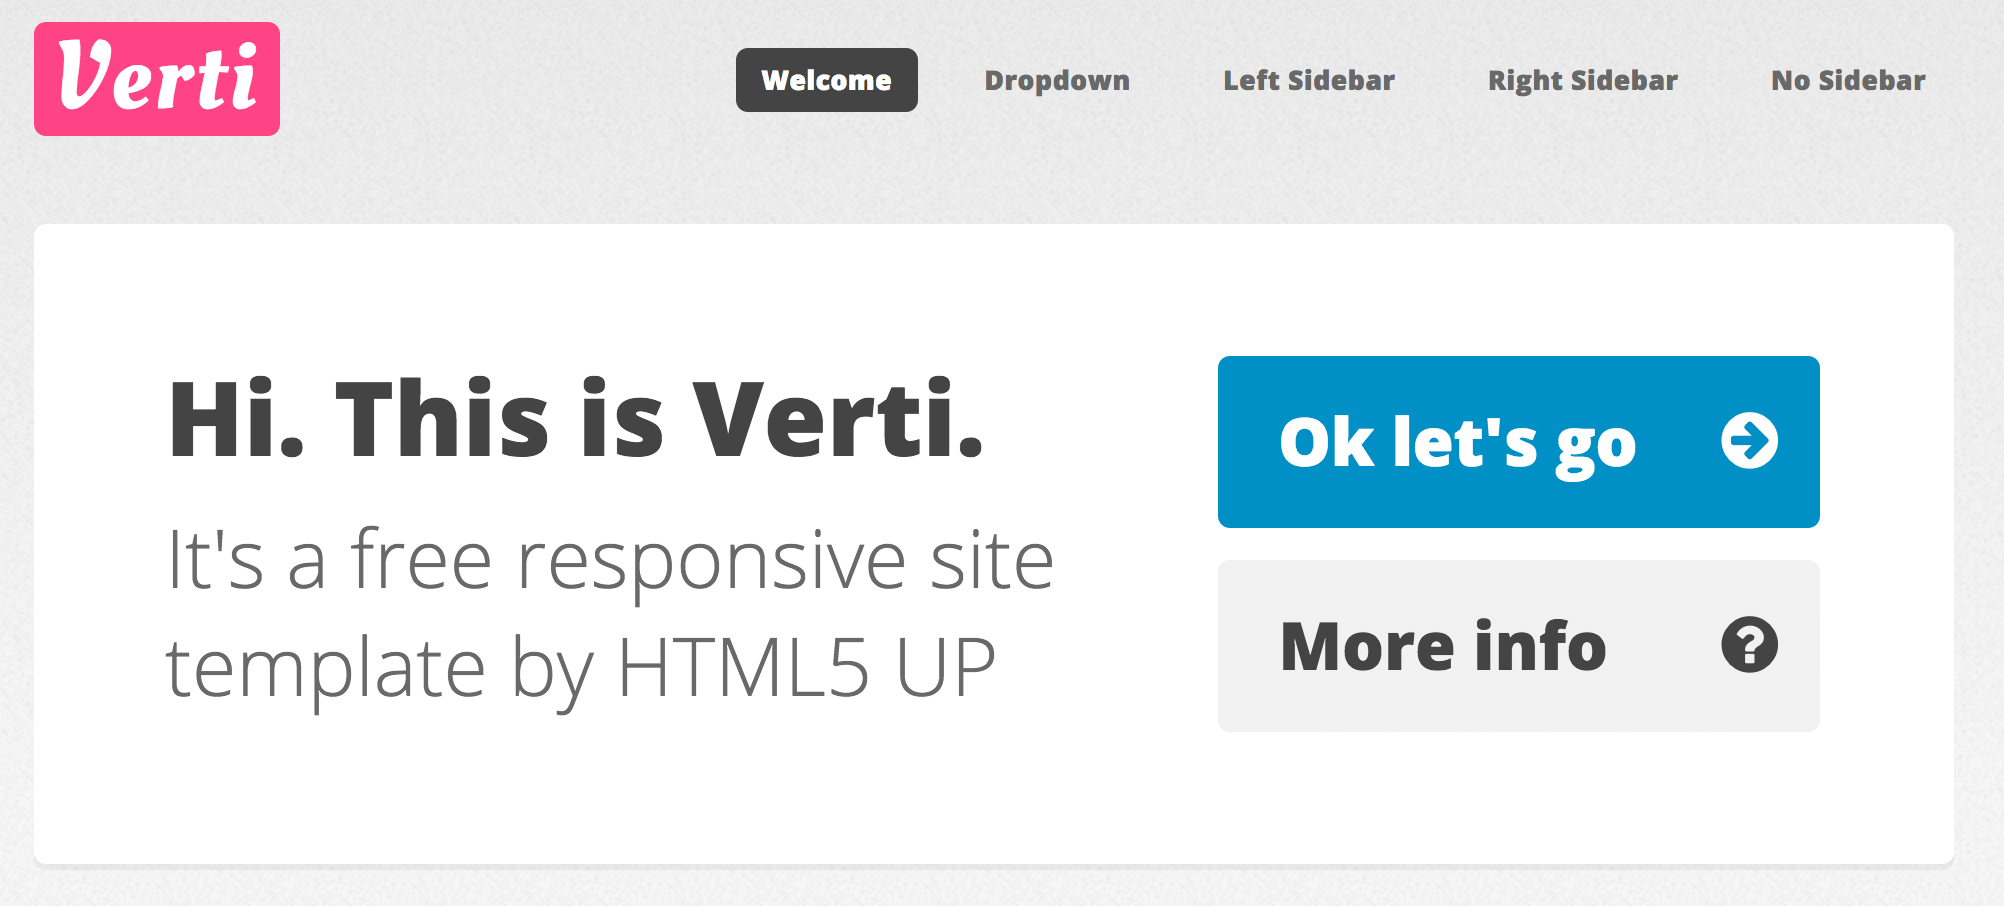 Verti
Welcome
Dropdown
Left Sidebar
Right Sidebar
No Sidebar
Hi. This is Verti.
It's a free responsive site
template by HTML5 UP
Ok let's go
More info